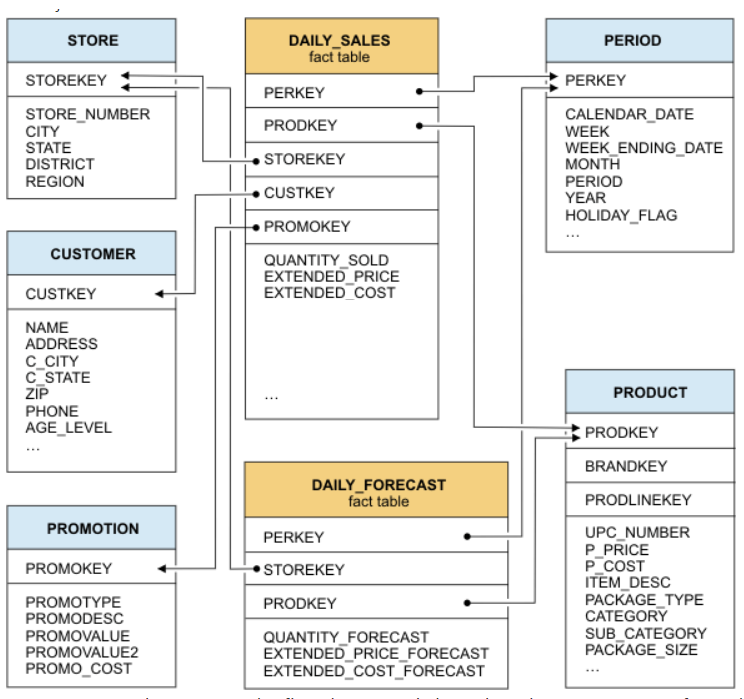 STORE
STOREKEY
STORE_NUMBER
CITY
STATE
DISTRICT
REGION
CUSTOMER
CUSTKEY
NAME
ADDRESS
C_CITY
C_STATE
ZIP
PHONE
AGE_LEVEL
...
PROMOTION
PROMOKEY
PROMOTYPE
PROMODESC
PROMOVALUE
PROMOVALUE2
PROMO_COST
DAILY_SALES
fact table
PERKEY
PRODKEY
STOREKEY
CUSTKEY
PROMOKEY
QUANTITY_SOLD
EXTENDED_PRICE
EXTENDED_COST
...
DAILY_FORECAST
fact table
PERKEY
STOREKEY
PRODKEY
QUANTITY_FORECAST
EXTENDED_PRICE_FORECAST
EXTENDED_COST_FORECAST
PERIOD
PERKEY
CALENDAR_DATE
WEEK
WEEK_ENDING_DATE
MONTH
PERIOD
YEAR
HOLIDAY_FLAG
...
PRODUCT
PRODKEY
BRANDKEY
PRODLINEKEY
UPC_NUMBER
P_PRICE
P_COST
ITEM_DESC
PACKAGE_TYPE
CATEGORY
SUB_CATEGORY
PACKAGE_SIZE
...